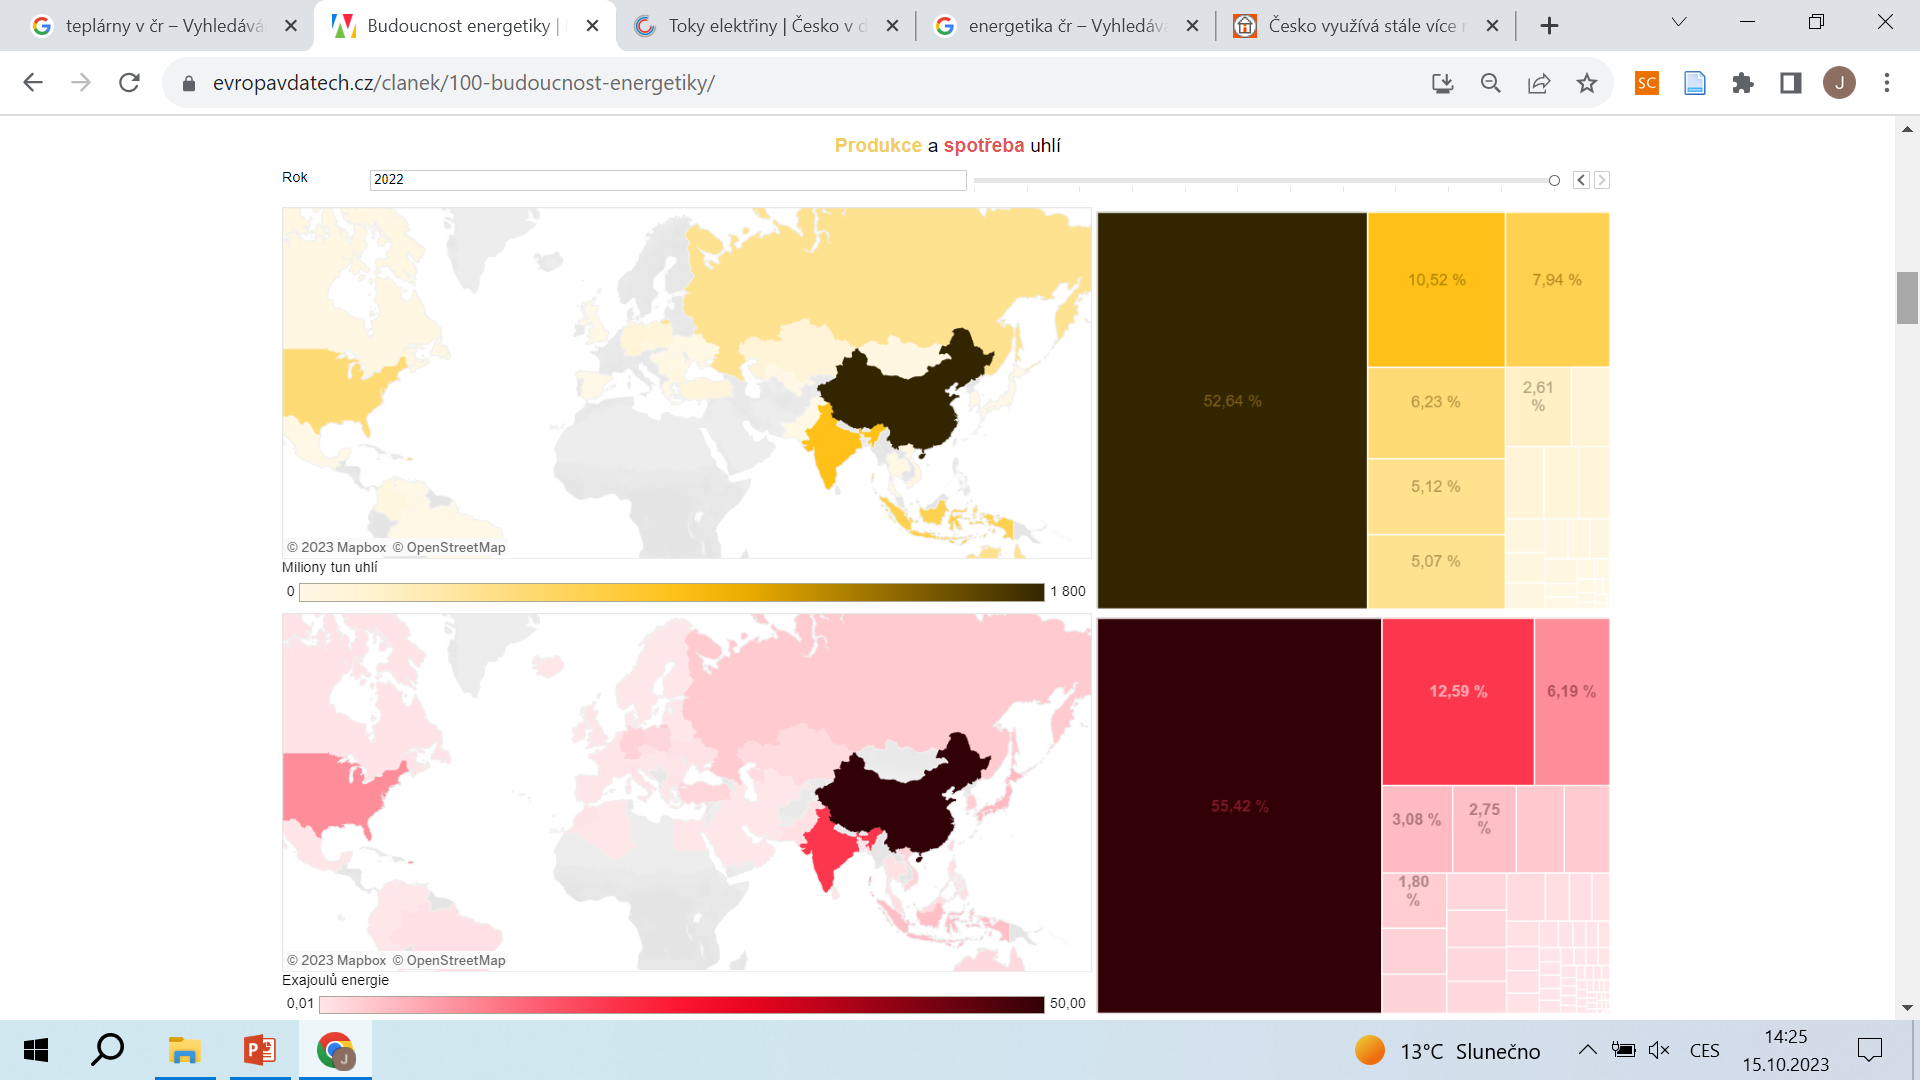 teplárny v čr – Vyhledává
Budoucnost energetiky |
Toky elektřiny | Česko v d
energetika čr – Vyhledáva
Česko využívá stále více
evropavdatech.cz/clanek/100-budoucnost-energetiky/
SC
J
Produkce a spotřeba uhlí
Rok
2022
52,64 %
10,52 %
7,94 %
6,23 %
2,61
%
5,12 %
5,07 %
© 2023 Mapbox © OpenStreetMap
Miliony tun uhlí
0
1 800
55,42 %
12,59 %
6,19 %
3,08 %
2,75
%
1,80
%
© 2023 Mapbox © OpenStreetMap
Exajoulů energie
0,01
50,00
J
13°C Slunečno
CES
14:25
15.10.2023